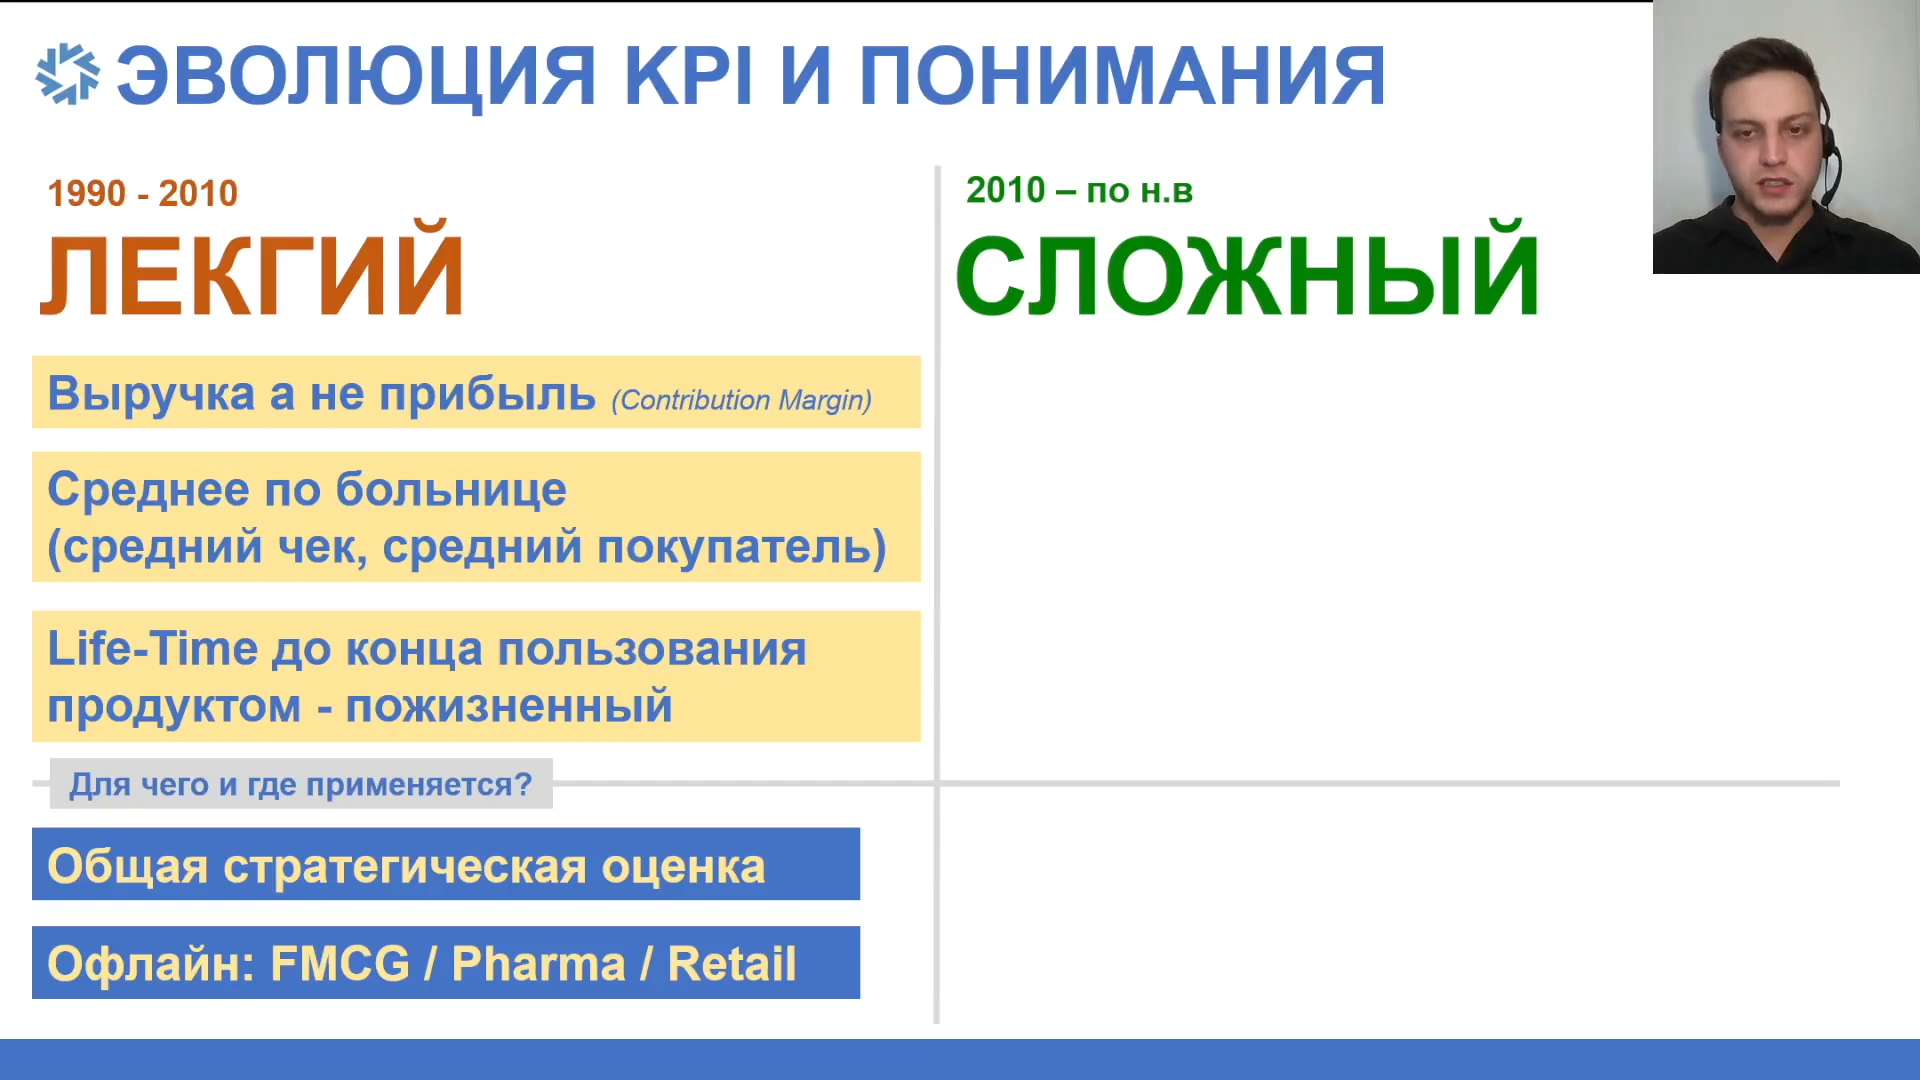 ЭВОЛЮЦИЯ KPI И ПОНИМАНИЯ
1990 - 2010
ЛЕКГИЙ
Выручка а не прибыль (Contribution Margin)
Среднее по больнице
(средний чек, средний покупатель)
Life-Time до конца пользования
продуктом - пожизненный
Для чего и где применяется?
Общая стратегическая оценка
Офлайн: FMCG / Pharma / Retail
2010 – по н.в
СЛОЖНЫЙ